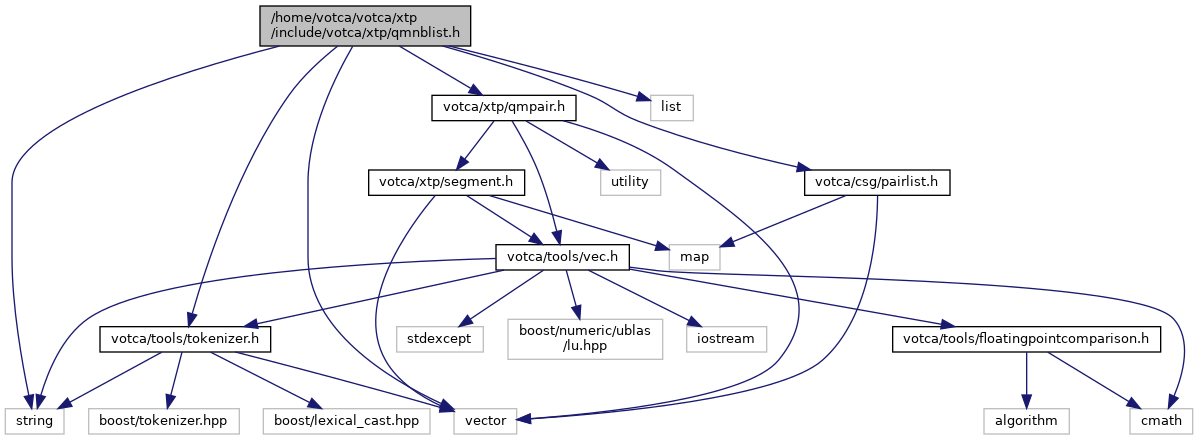 /home/votca/votca/xtp
/include/votca/xtp/qmnblist.h
votca/xtp/qmpair.h
list
votca/xtp/segment.h
utility
votca/csg/pairlist.h
votca/tools/vec.h
map
votca/tools/tokenizer.h
stdexcept
boost/numeric/ublas
/lu.hpp
iostream
votca/tools/floatingpointcomparison.h
string
boost/tokenizer.hpp
boost/lexical_cast.hpp
vector
algorithm
cmath